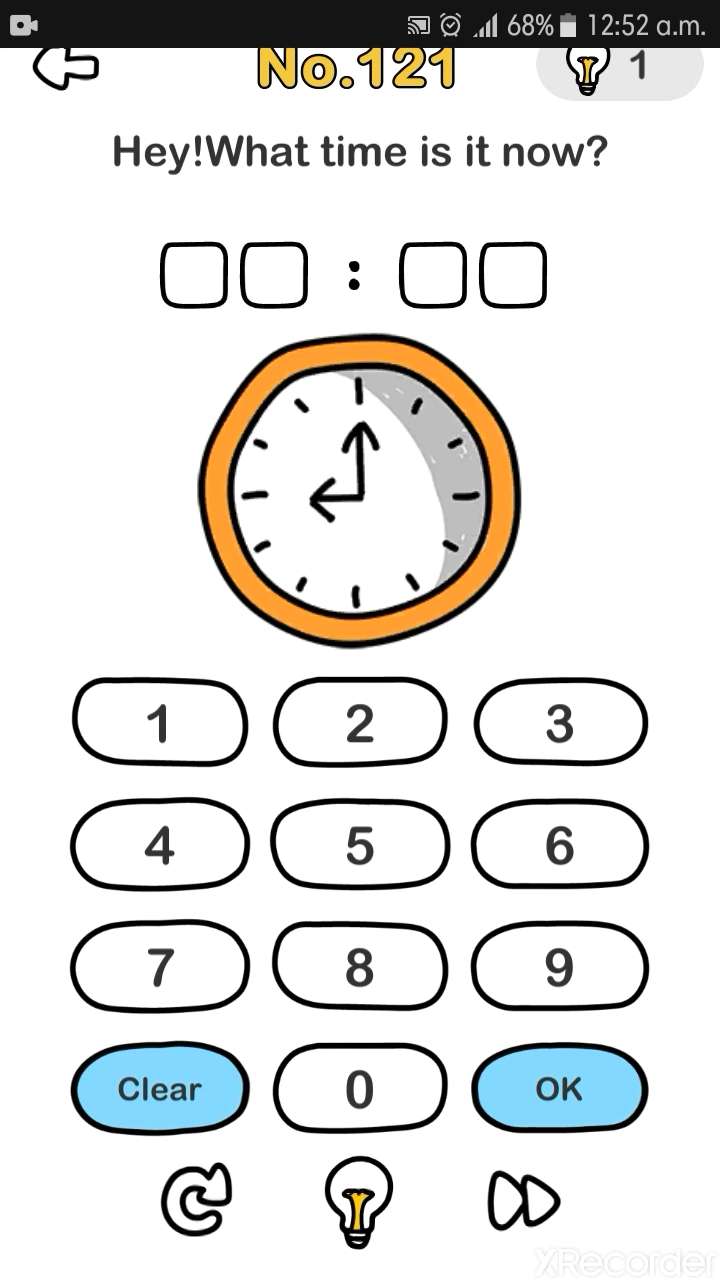 68% 12:52 a.m.
No.121
1
Hey!What time is it now?
:
1 2 3
4 5 6
7 8 9
Clear 0 OK
XRecorder